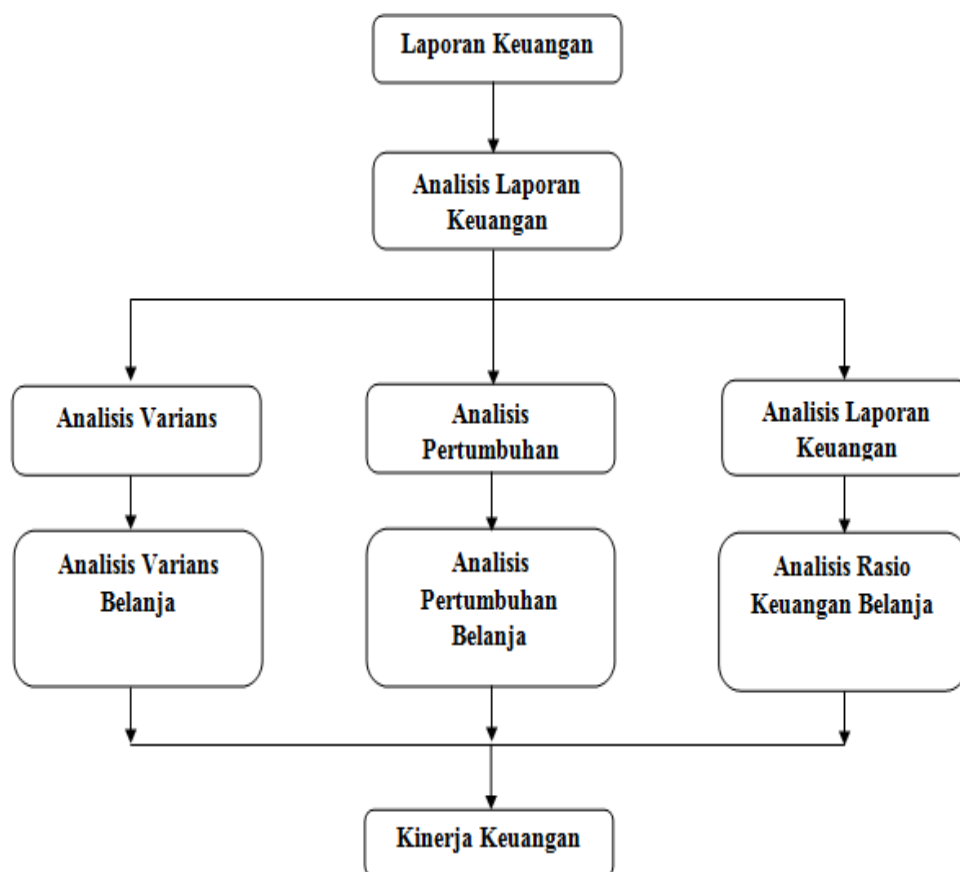 Laporan Keuangan
Analisis Laporan
Keuangan
Analisis Varians
Analisis
Pertumbuhan
Analisis Laporan
Keuangan
Analisis Varians
Belanja
Analisis
Pertumbuhan
Belanja
Analisis Rasio
Keuangan Belanja
Kinerja Keuangan